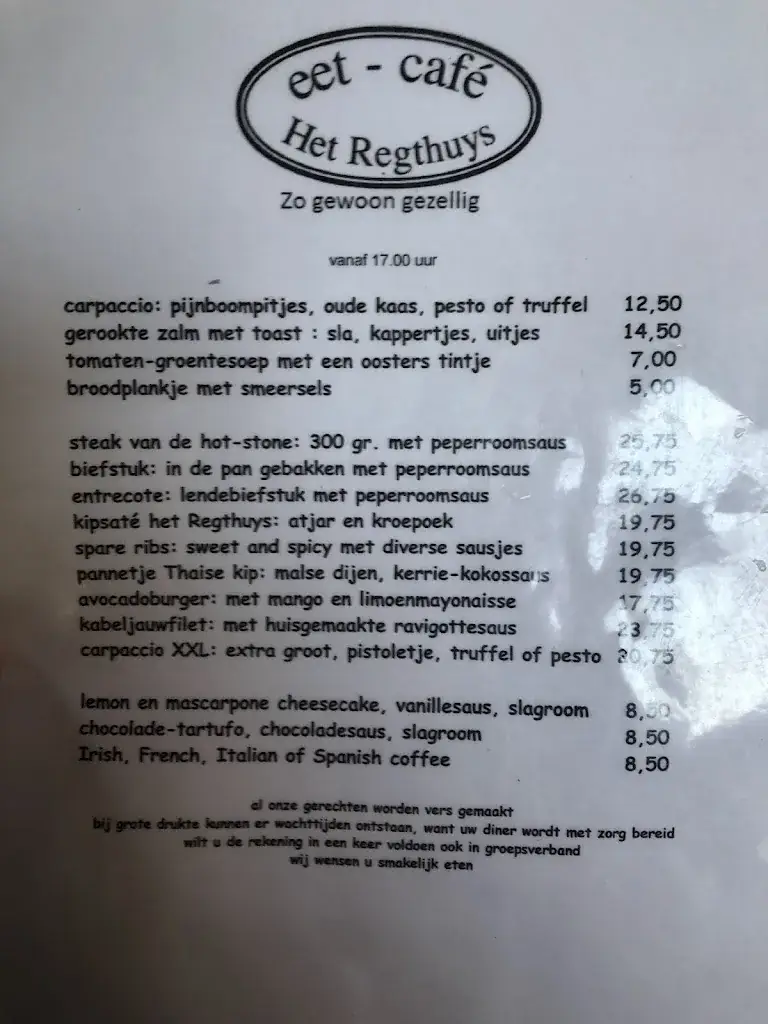 eet - café
Het Regthuys
Zo gewoon gezellig
vanaf 17.00 uur
carpaccio: pijnboompitjes, oude kaas, pesto of truffel 12,50
gerookte zalm met toast : sla, kappertjes, uitjes 14,50
tomaten-groentesoep met een oosters tintje 7,00
broodplankje met smeersels 5,00
steak van de hot-stone: 300 gr. met peperroomsaus 25,75
biefstuk: in de pan gebakken met peperroomsaus 24,75
entrecote: lendebiefstuk met peperroomsaus 26,75
kipsaté het Regthuys: atjar en kroepoek 19,75
spare ribs: sweet and spicy met diverse sausjes 19,75
pannetje Thaise kip: malse dijen, kerrie-kokossaus 19,75
avocadoburger: met mango en limoenmayonaisse 17,75
kabeljauwfilet: met huisgemaakte ravigottesaus 23,75
carpaccio XXL: extra groot, pistoletje, truffel of pesto 20,75
lemon en mascarpone cheesecake, vanillesaus, slagroom 8,50
chocolade-tartufo, chocoladesaus, slagroom 8,50
Irish, French, Italian of Spanish coffee 8,50
al onze gerechten worden vers gemaakt
bij grote drukte kunnen er wachttijden ontstaan, want uw diner wordt met zorg bereid
wilt u de rekening in een keer voldoen ook in groepsverband
wij wensen u smakelijk eten